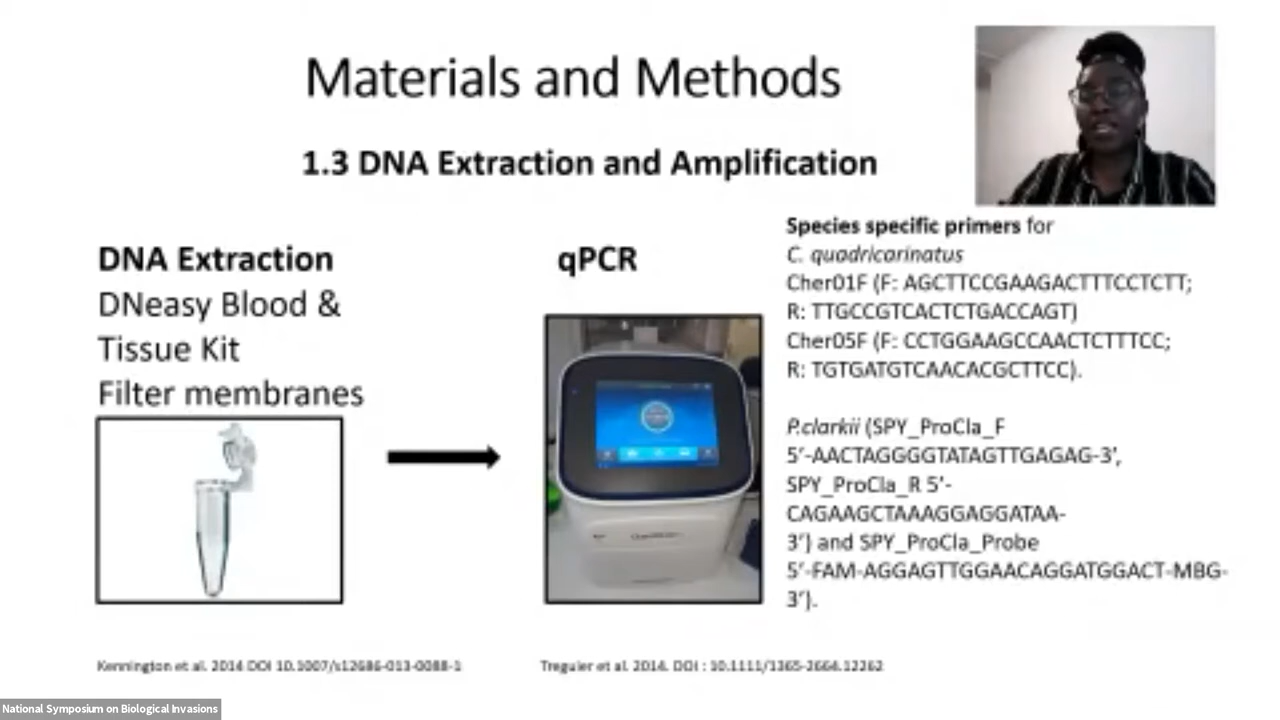 Materials and Methods
1.3 DNA Extraction and Amplification
DNA Extraction
DNeasy Blood &
Tissue Kit
Filter membranes
qPCR
Species specific primers for
C. quadricarinatus
Cher01F (F: AGCTTCCGAAGACTTTCCTCTT;
R: TTGCCGTCACTCTGACCAGT)
Cher05F (F: CCTGGAAGCCAACTCTTTCC;
R: TGTGATGTCAACACGCTTCC).
P.clarkii (SPY_ProCla_F
5’-AACTAGGGGTATAGTTGAGAG-3’,
SPY_ProCla_R 5’-
CAGAAGCTAAAGGAGGATAA-
3’) and SPY_ProCla_Probe
5’-FAM-AGGAGTTGGAACAGGATGGACT-MBG-
3’).
Kennington et al. 2014 DOI 10.1007/s12686-013-0088-1
Treguier et al. 2014. DOI : 10.1111/1365-2664.12262
National Symposium on Biological Invasions